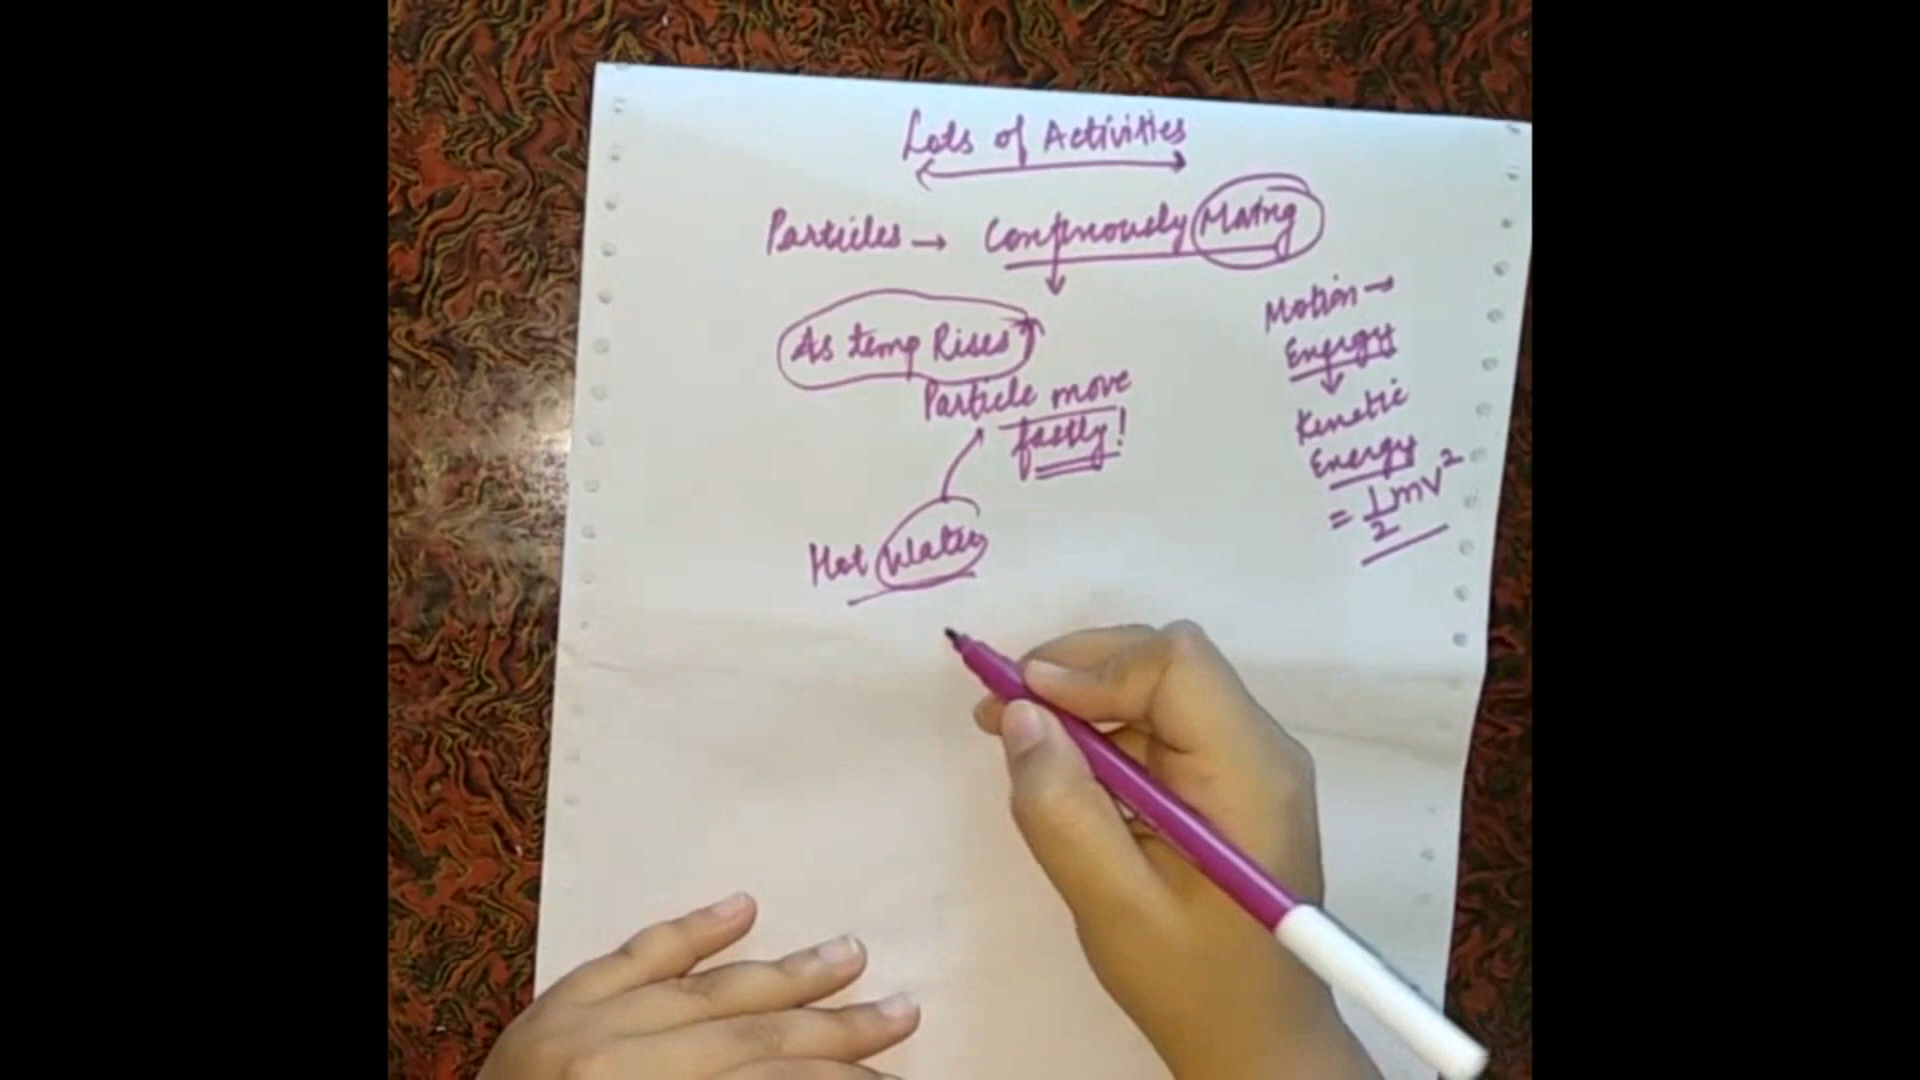 Lots of Activities
Particles → Continuously Moving
As temp Rises ↑
Particle move
fastly!
Hot Water
Motion →
Energy
Kinetic
Energy
= 1/2 mv²